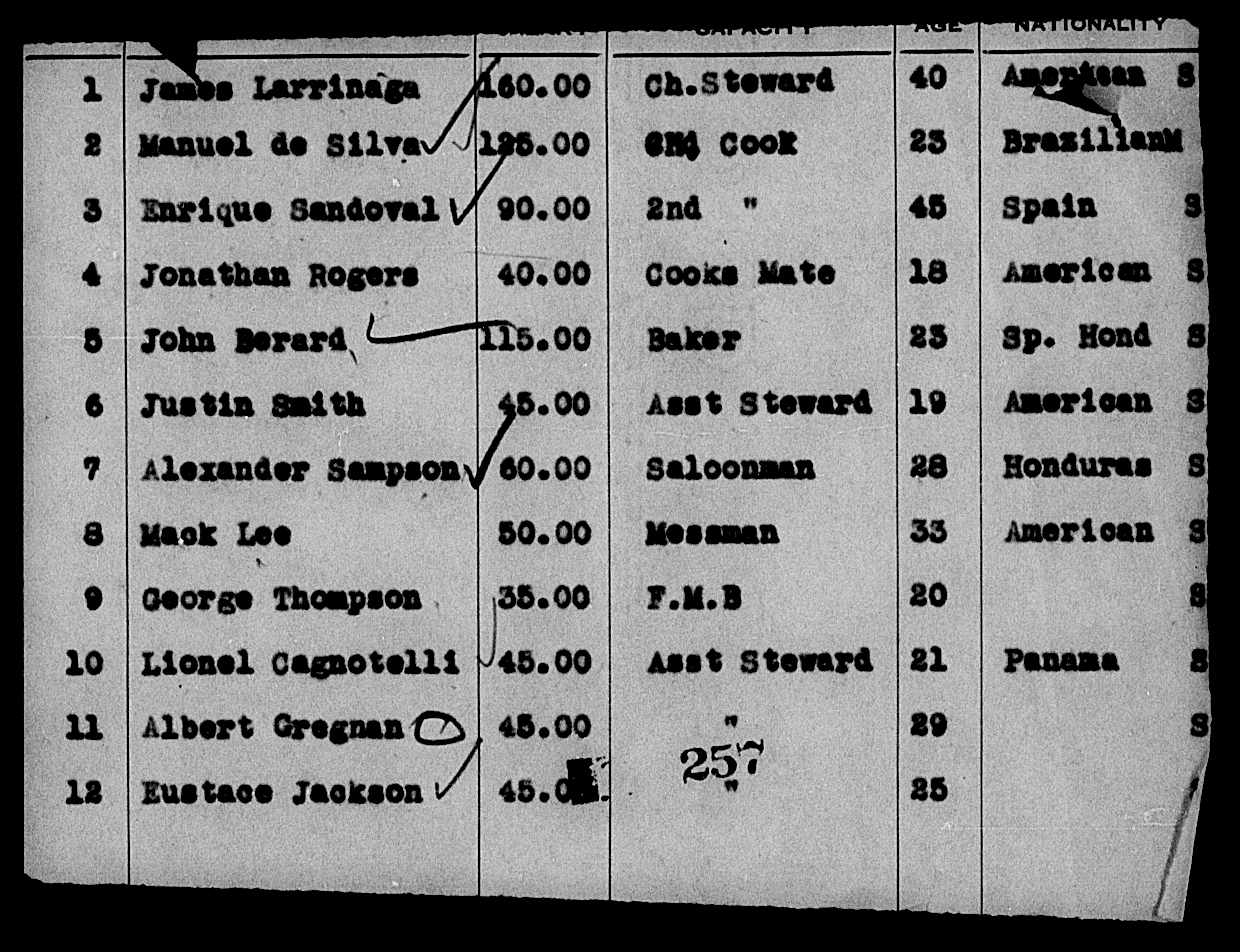 CAPACITY AGE NATIONALITY
1 James Larrinaga 160.00 Ch.Steward 40 American S
2 Manuel de Silva 125.00 Cook 23 BrazilianM
3 Enrique Sandoval 90.00 2nd " 45 Spain S
4 Jonathan Rogers 40.00 Cooks Mate 18 American S
5 John Berard 115.00 Baker 23 Sp. Hond S
6 Justin Smith 45.00 Asst Steward 19 American S
7 Alexander Sampson 60.00 Saloonman 28 Honduras S
8 Mack Lee 50.00 Messman 33 American S
9 George Thompson 35.00 F.M.B 20 S
10 Lionel Cagnotelli 45.00 Asst Steward 21 Panama S
11 Albert Gregnan 45.00 " 29 S
257
12 Eustace Jackson 45.00 " 25